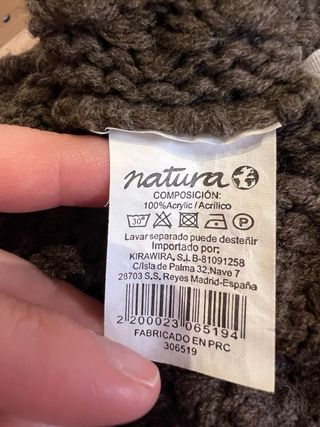 natura
COMPOSICIÓN:
100%Acrylic / Acrílico
30° P
Lavar separado puede desteñir
Importado por:
KIRAWIRA, S.L B-81091258
C/Isla de Palma 32,Nave 7
28703 S.S. Reyes Madrid-España
2 200023 065194
FABRICADO EN PRC
306519